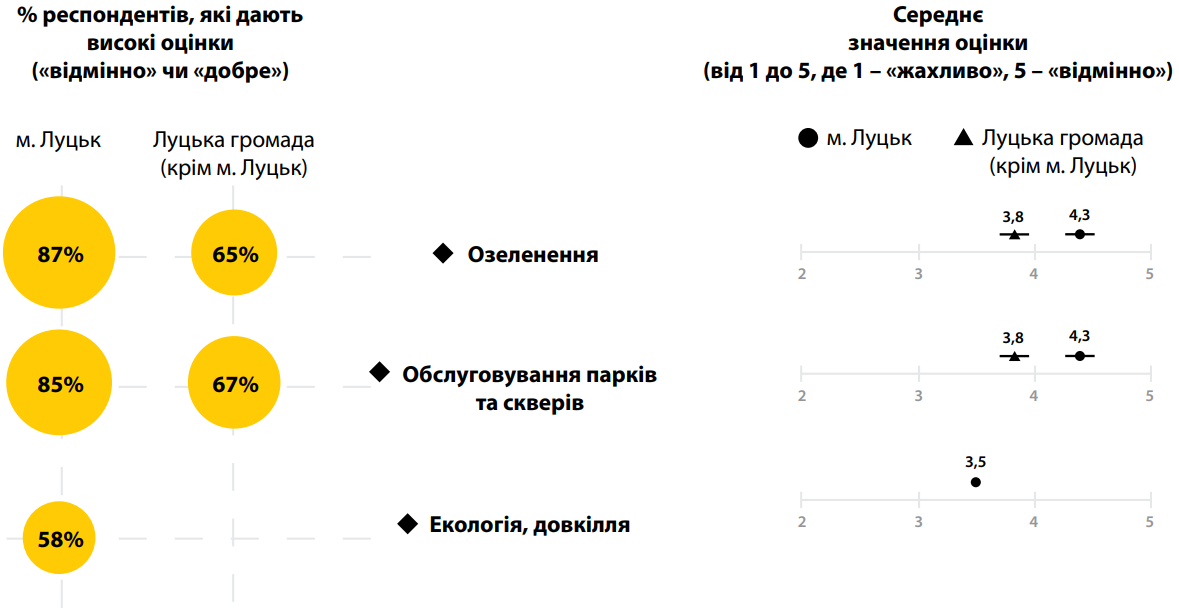 % респондентів, які дають
високі оцінки
(«відмінно» чи «добре»)
Середнє
значення оцінки
(від 1 до 5, де 1 – «жахливо», 5 – «відмінно»)
м. Луцьк
Луцька громада
(крім м. Луцьк)
м. Луцьк
Луцька громада
(крім м. Луцьк)
87%
65%
Озеленення
3,8
4,3
2
3
4
5
85%
67%
Обслуговування парків
та скверів
3,8
4,3
2
3
4
5
58%
Екологія, довкілля
3,5
2
3
4
5